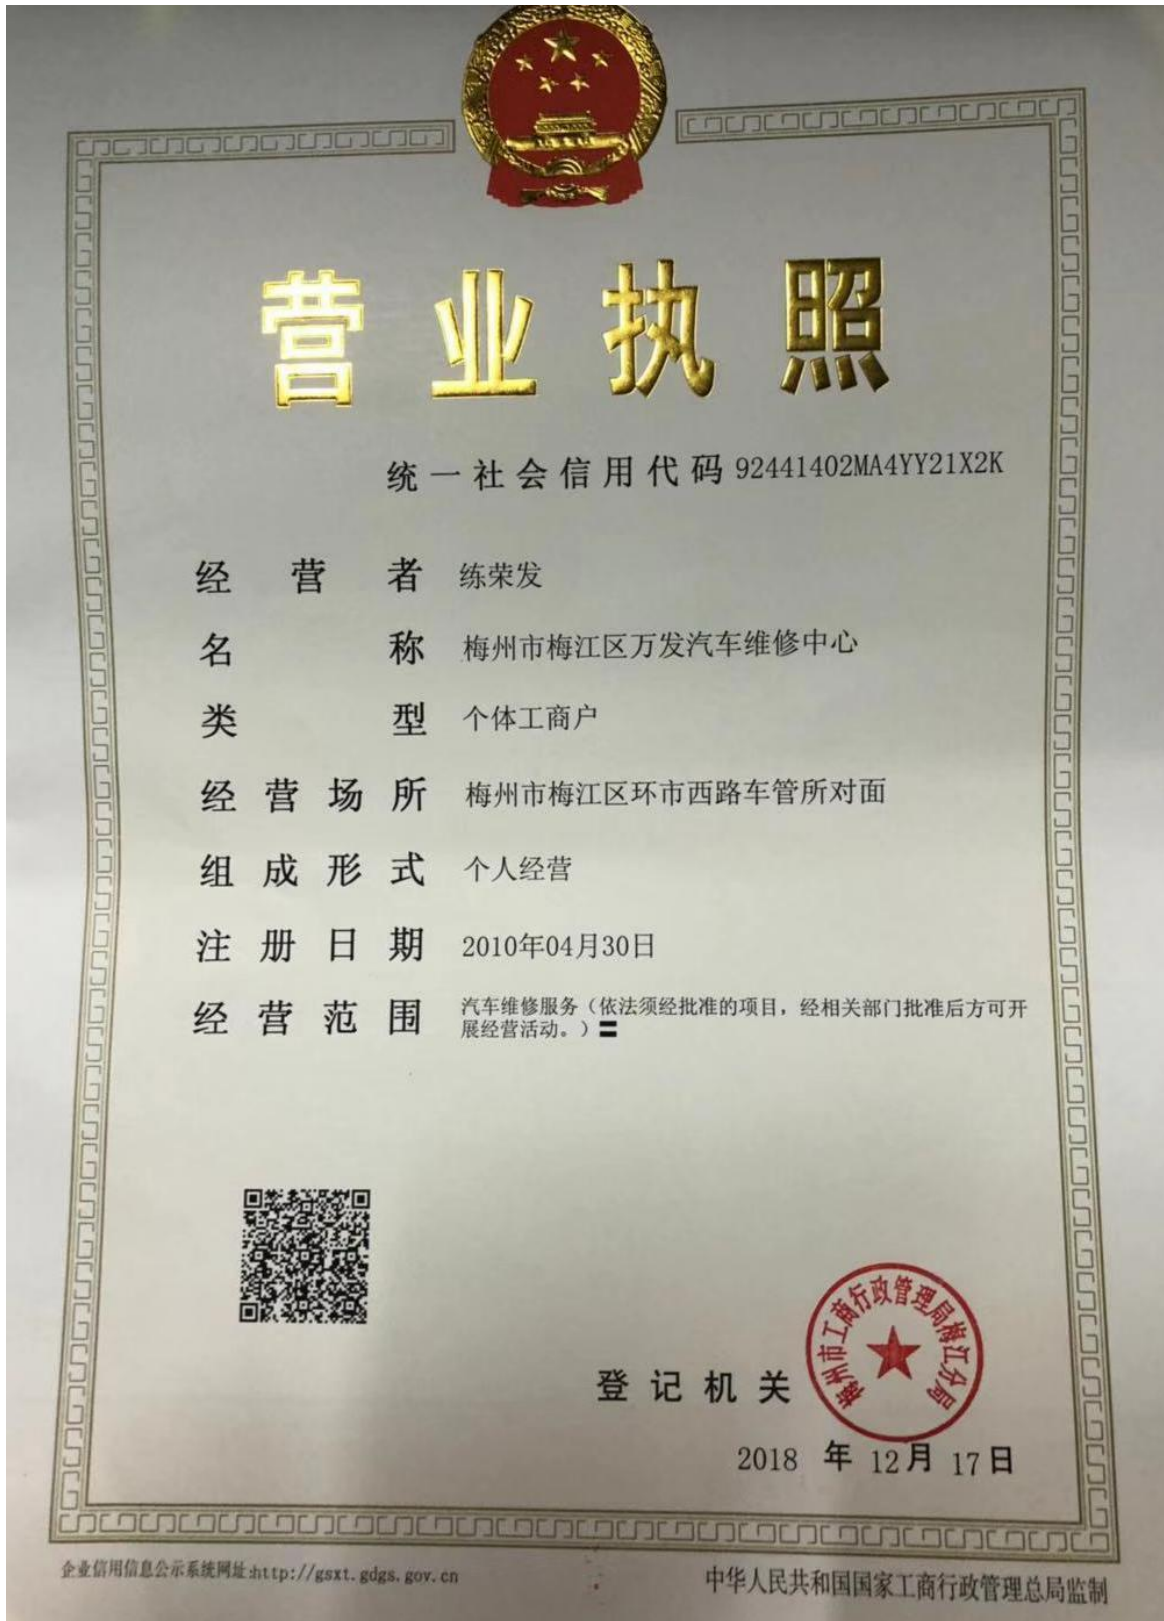 营业执照
统一社会信用代码 92441402MA4YY21X2K
经营者 练荣发
名称 梅州市梅江区万发汽车维修中心
类型 个体工商户
经营场所 梅州市梅江区环市西路车管所对面
组成形式 个人经营
注册日期 2010年04月30日
经营范围 汽车维修服务（依法须经批准的项目，经相关部门批准后方可开
展经营活动。）〓
梅州市工商行政管理局梅江分局
登记机关
2018 年 12月 17日
企业信用信息公示系统网址:http://gsxt.gdgs.gov.cn
中华人民共和国国家工商行政管理总局监制